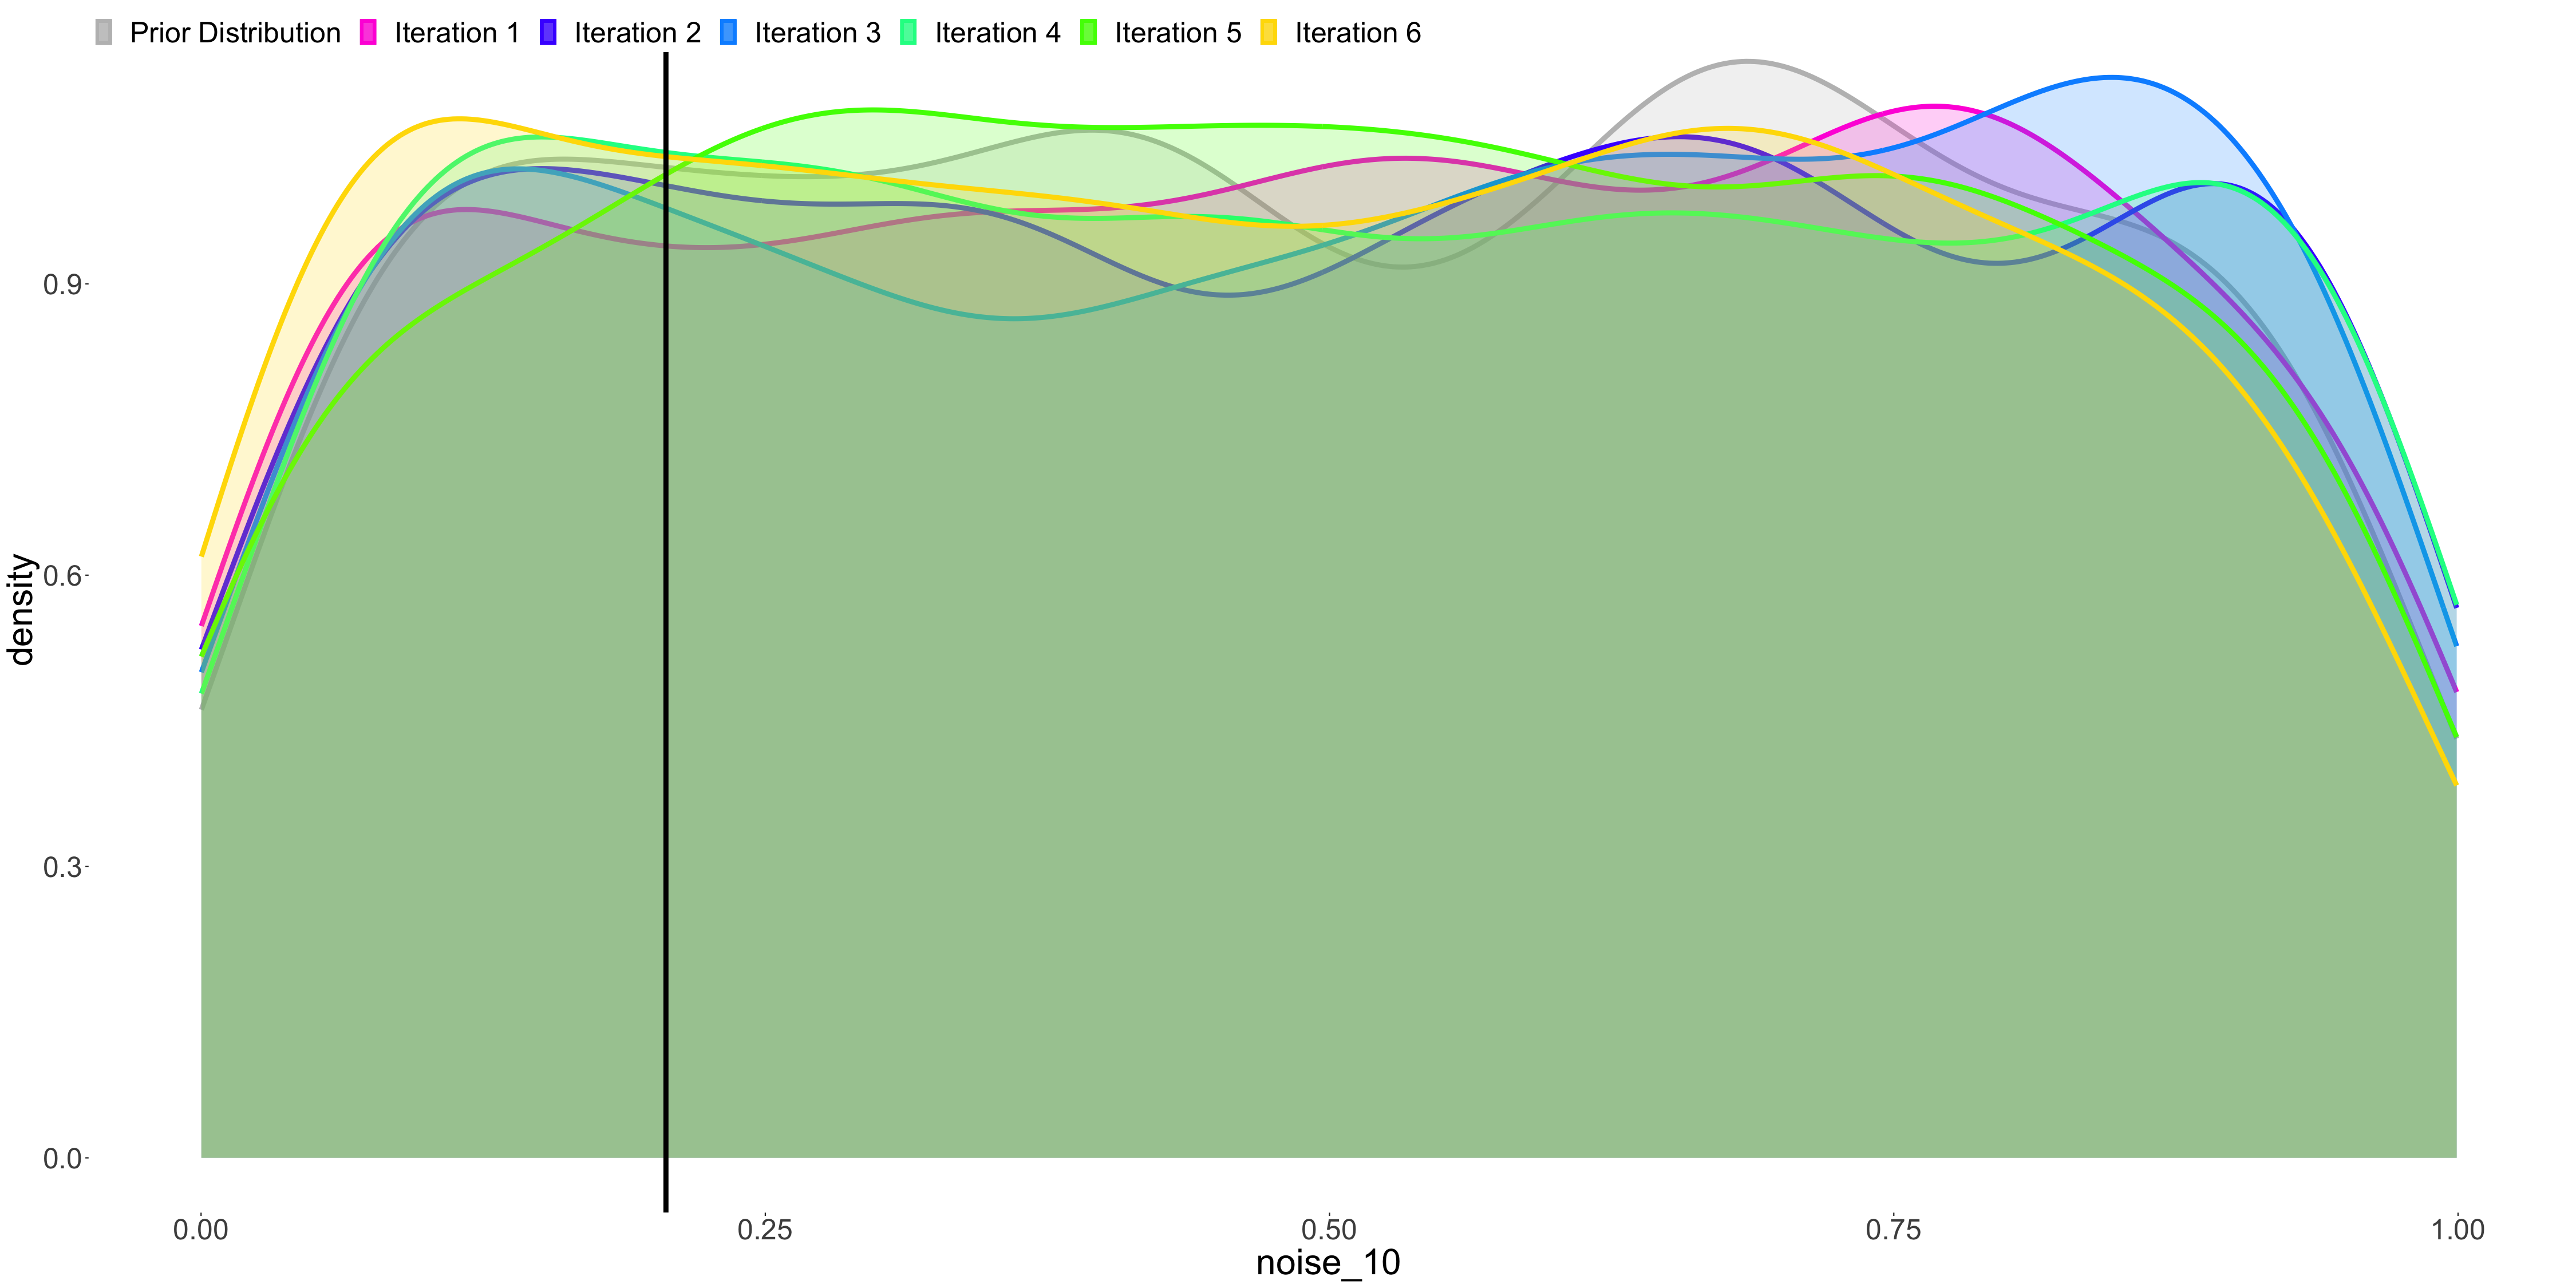 Prior Distribution Iteration 1 Iteration 2 Iteration 3 Iteration 4 Iteration 5 Iteration 6
0.9
0.6
0.3
0.0
density
0.00 0.25 0.50 0.75 1.00
noise_10